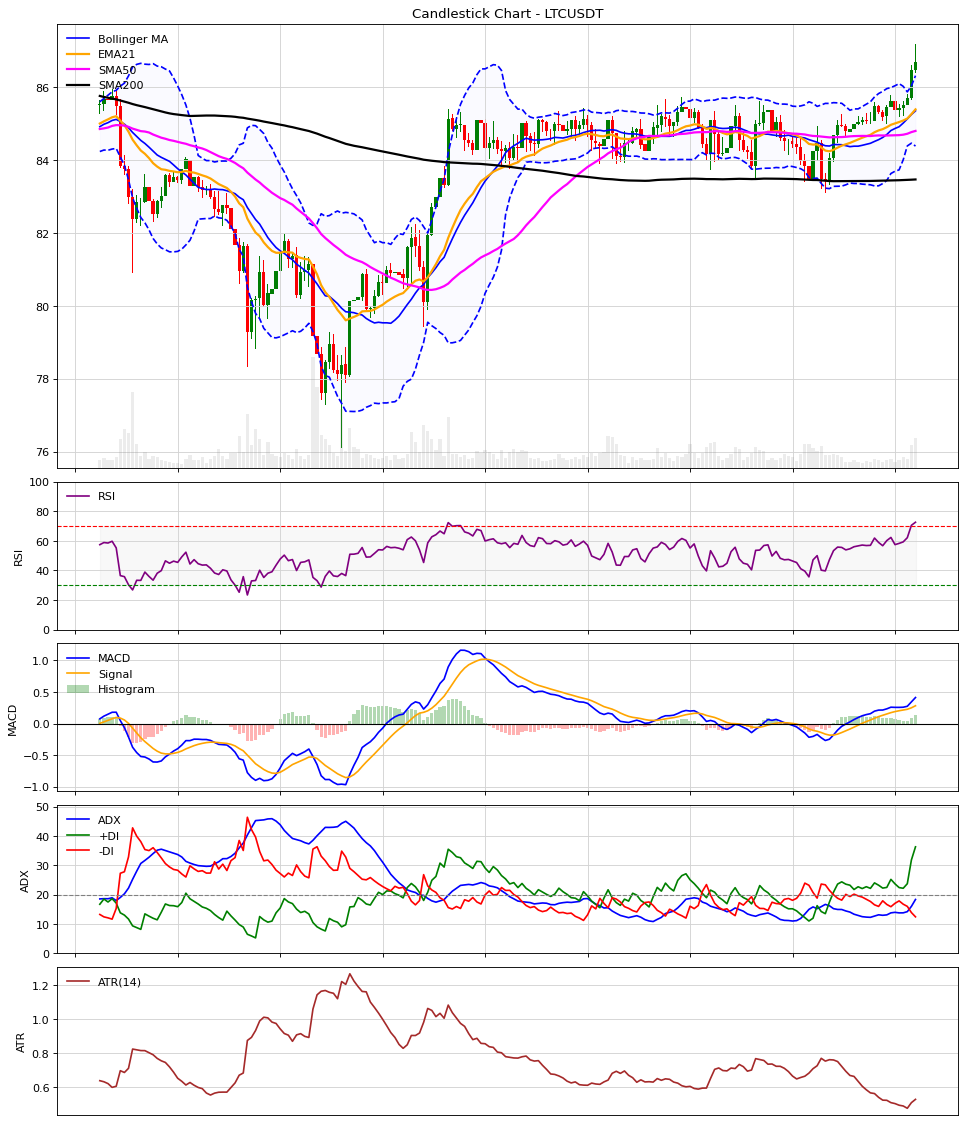 Candlestick Chart - LTCUSDT
Bollinger MA
EMA21
SMA50
SMA200
86
84
82
80
78
76
RSI
RSI
100
80
60
40
20
0
MACD
MACD
Signal
Histogram
1.0
0.5
0.0
−0.5
−1.0
ADX
ADX
+DI
-DI
50
40
30
20
10
0
ATR
ATR(14)
1.2
1.0
0.8
0.6